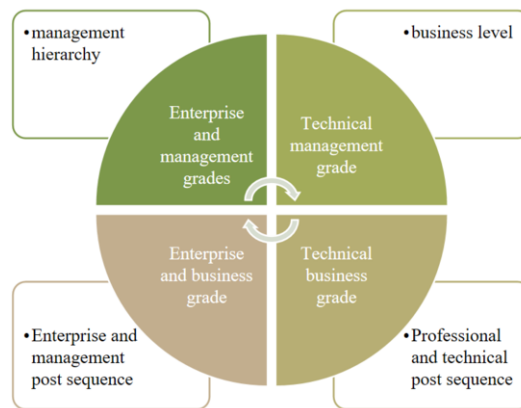 •management
hierarchy
•business level
Enterprise
and
management
grades
Technical
management
grade
Enterprise
and business
grade
Technical
business
grade
•Enterprise and
management
post sequence
•Professional
and technical
post sequence